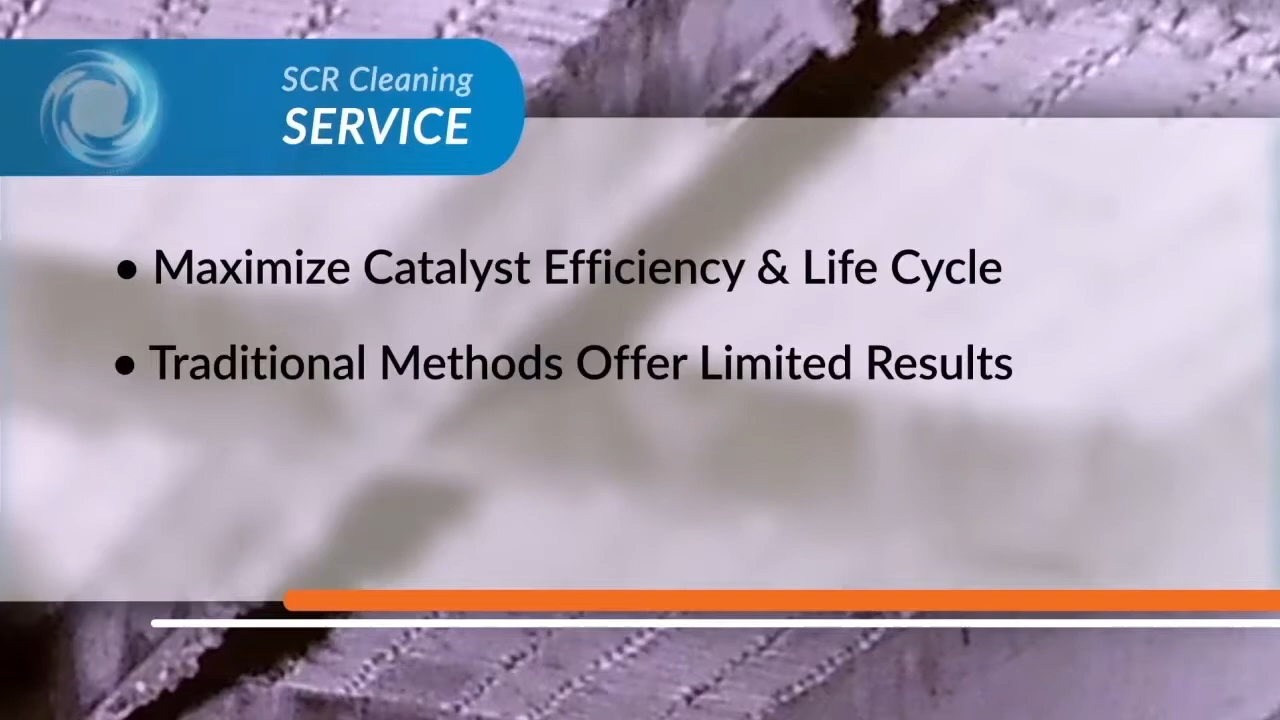 SCR Cleaning
SERVICE
• Maximize Catalyst Efficiency & Life Cycle
• Traditional Methods Offer Limited Results